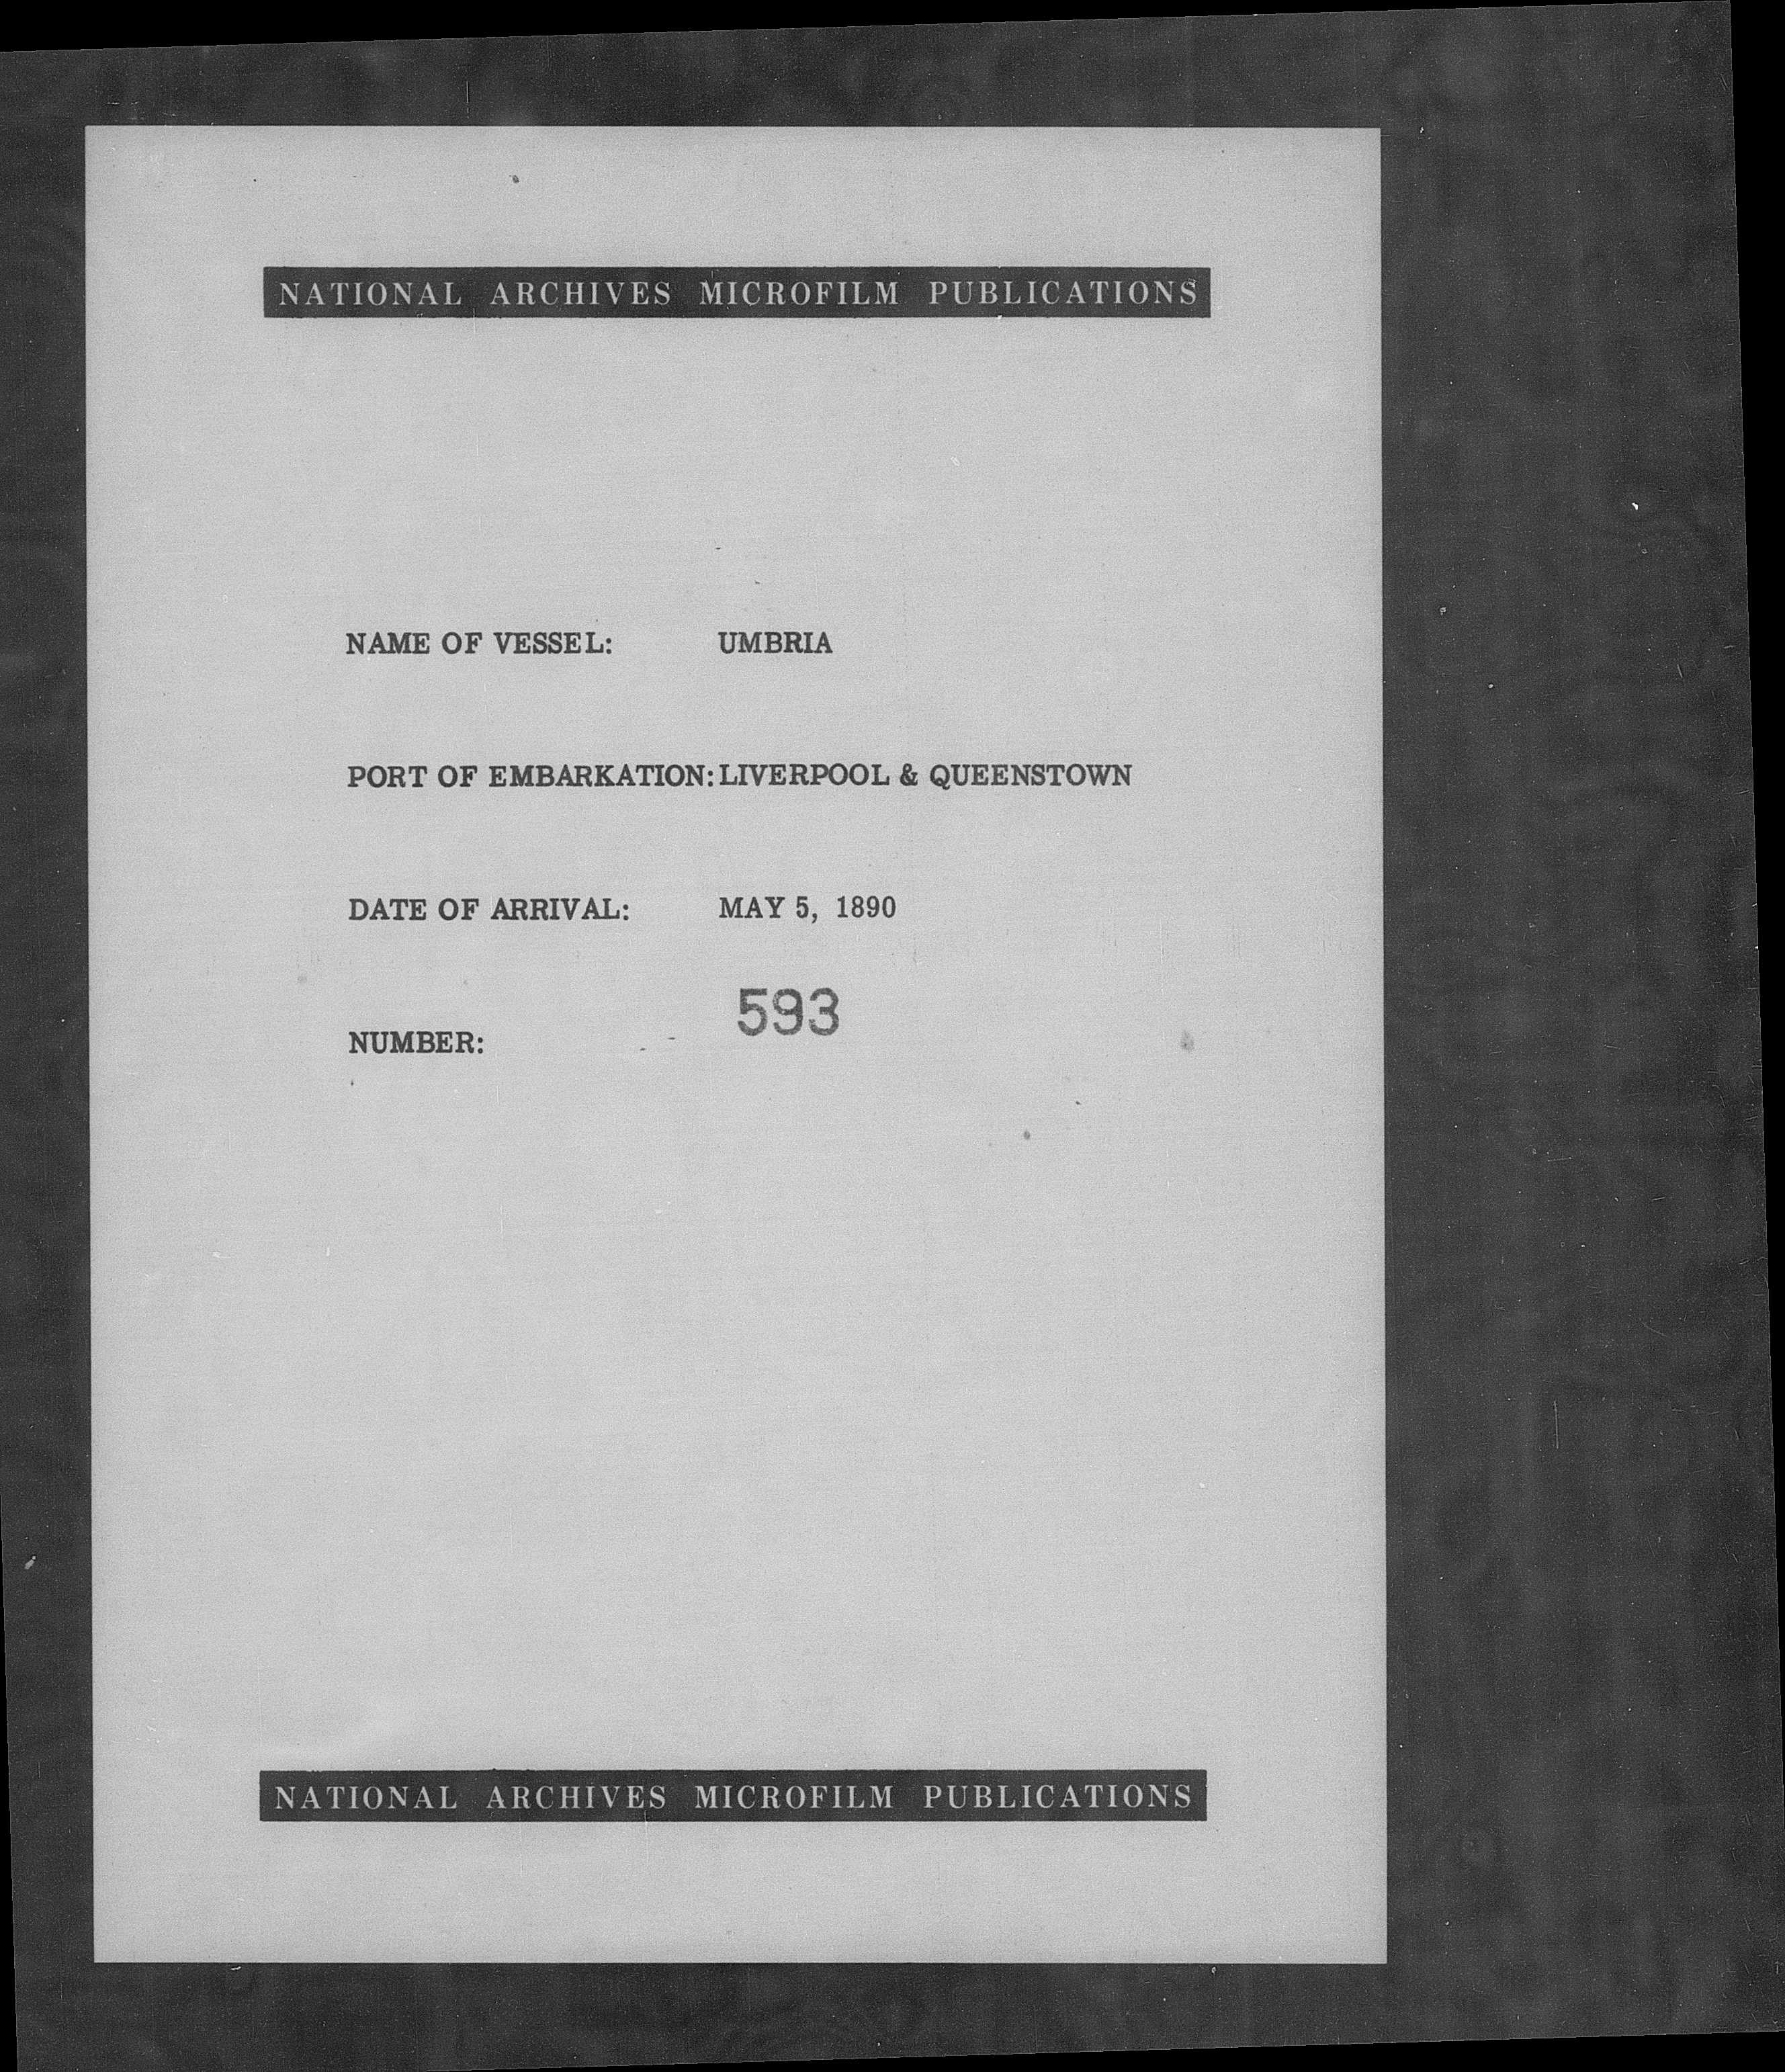 NATIONAL ARCHIVES MICROFILM PUBLICATIONS
NAME OF VESSEL: UMBRIA
PORT OF EMBARKATION: LIVERPOOL & QUEENSTOWN
DATE OF ARRIVAL: MAY 5, 1890
NUMBER: 593
NATIONAL ARCHIVES MICROFILM PUBLICATIONS